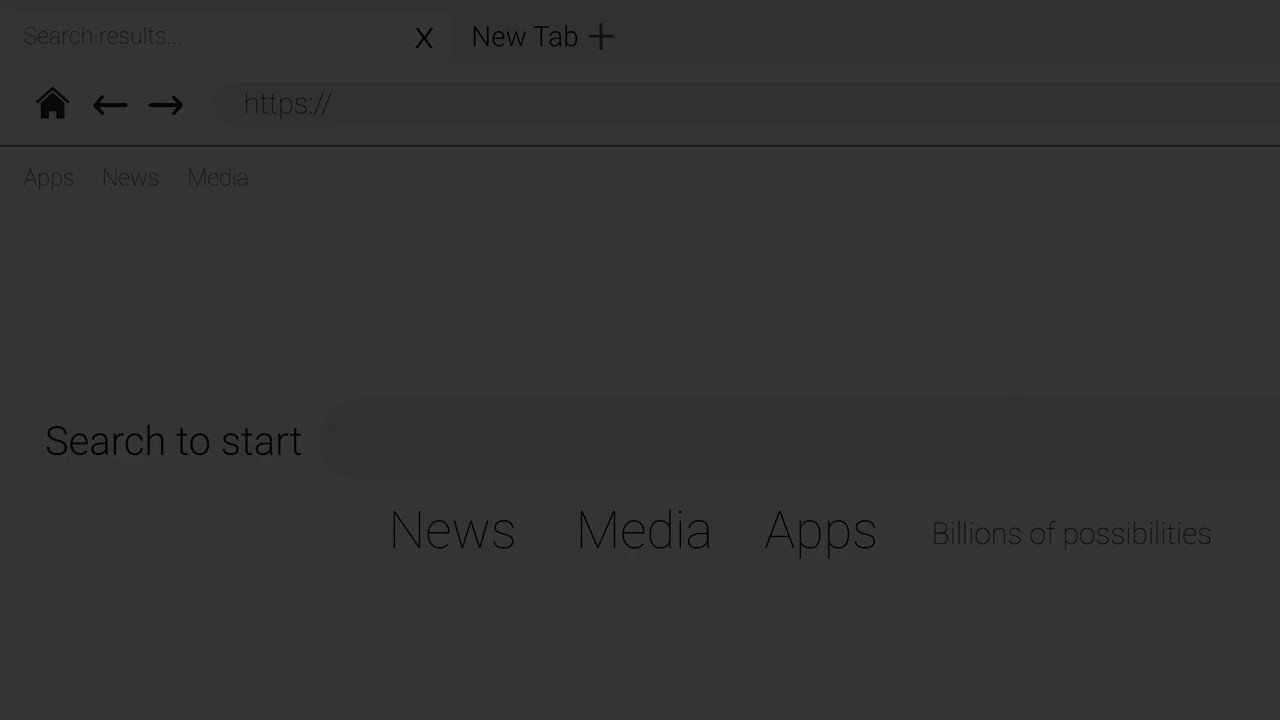 Search results... X New Tab +
https://
Apps News Media
Search to start
News Media Apps Billions of possibilities